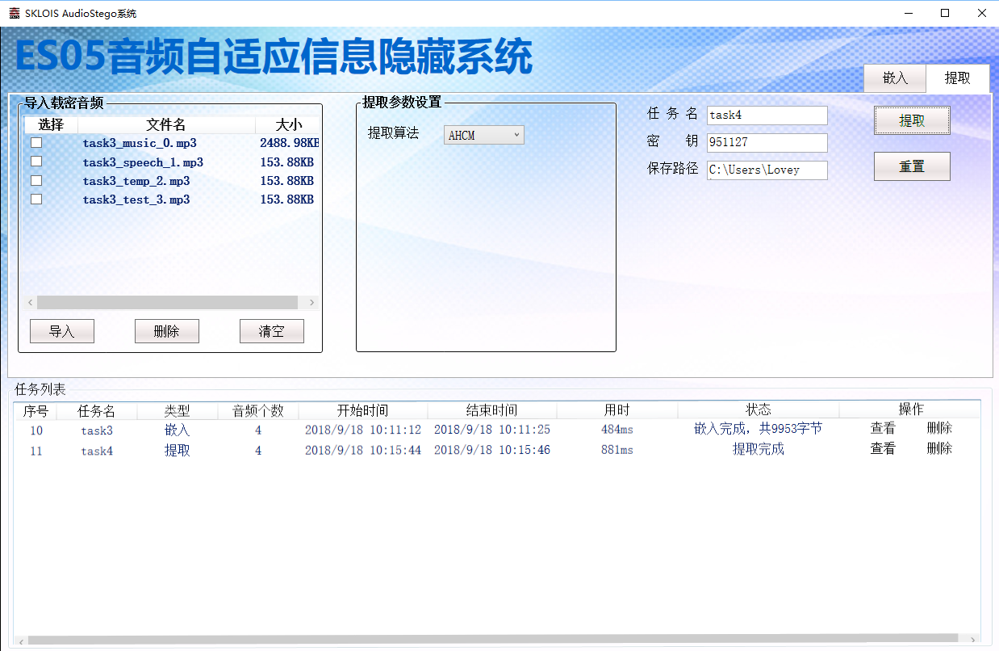 SKLOIS AudioStego系统
ES05音频自适应信息隐藏系统
嵌入 提取
导入载密音频
选择 文件名 大小
task3_music_0.mp3 2488.98KB
task3_speech_1.mp3 153.88KB
task3_temp_2.mp3 153.88KB
task3_test_3.mp3 153.88KB
导入 删除 清空
提取参数设置
提取算法 AHCM
任务名 task4
密钥 951127
保存路径 C:\Users\Lovey
提取
重置
任务列表
序号 任务名 类型 音频个数 开始时间 结束时间 用时 状态 操作
10 task3 嵌入 4 2018/9/18 10:11:12 2018/9/18 10:11:25 484ms 嵌入完成，共9953字节 查看 删除
11 task4 提取 4 2018/9/18 10:15:44 2018/9/18 10:15:46 881ms 提取完成 查看 删除